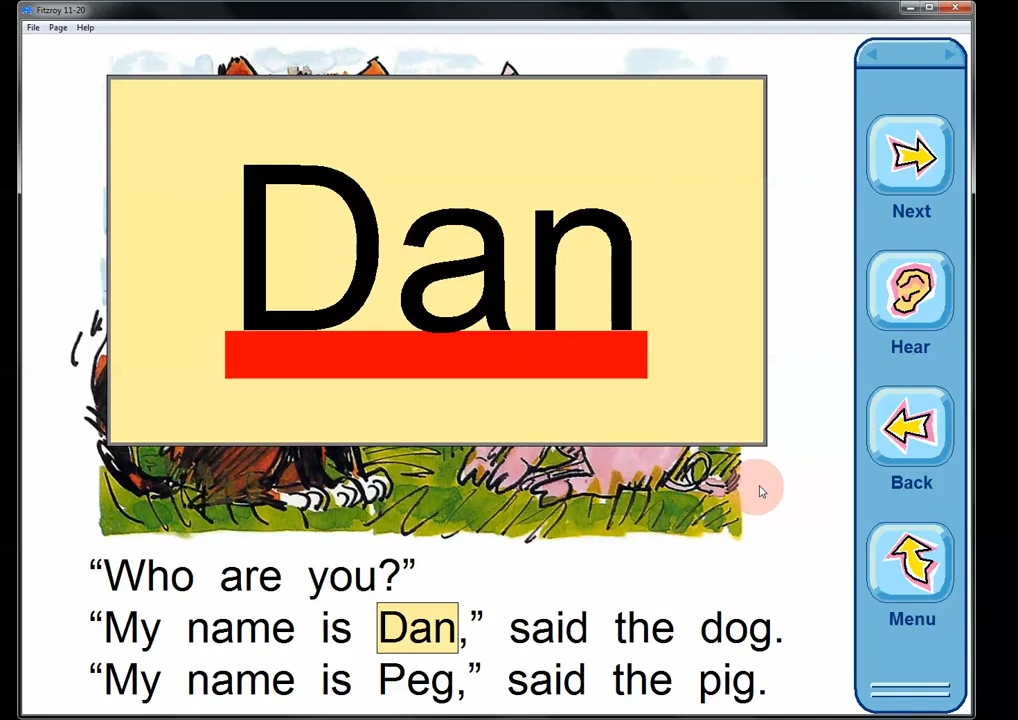 Fitzroy 11-20
File Page Help
Dan
Next
Hear
Back
Menu
“Who are you?”
“My name is Dan,” said the dog.
“My name is Peg,” said the pig.